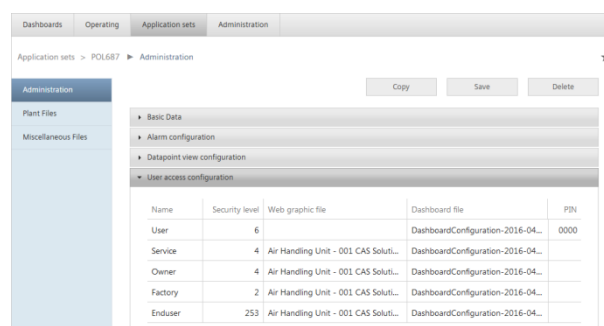 Dashboards Operating Application sets Administration
Application sets > POL687 ► Administration
Administration Copy Save Delete
Plant Files
Miscellaneous Files
Basic Data
Alarm configuration
Datapoint view configuration
User access configuration
Name Security level Web graphic file Dashboard file PIN
User 6 DashboardConfiguration-2016-04... 0000
Service 4 Air Handling Unit - 001 CAS Soluti... DashboardConfiguration-2016-04...
Owner 4 Air Handling Unit - 001 CAS Soluti... DashboardConfiguration-2016-04...
Factory 2 Air Handling Unit - 001 CAS Soluti... DashboardConfiguration-2016-04...
Enduser 253 Air Handling Unit - 001 CAS Soluti... DashboardConfiguration-2016-04...